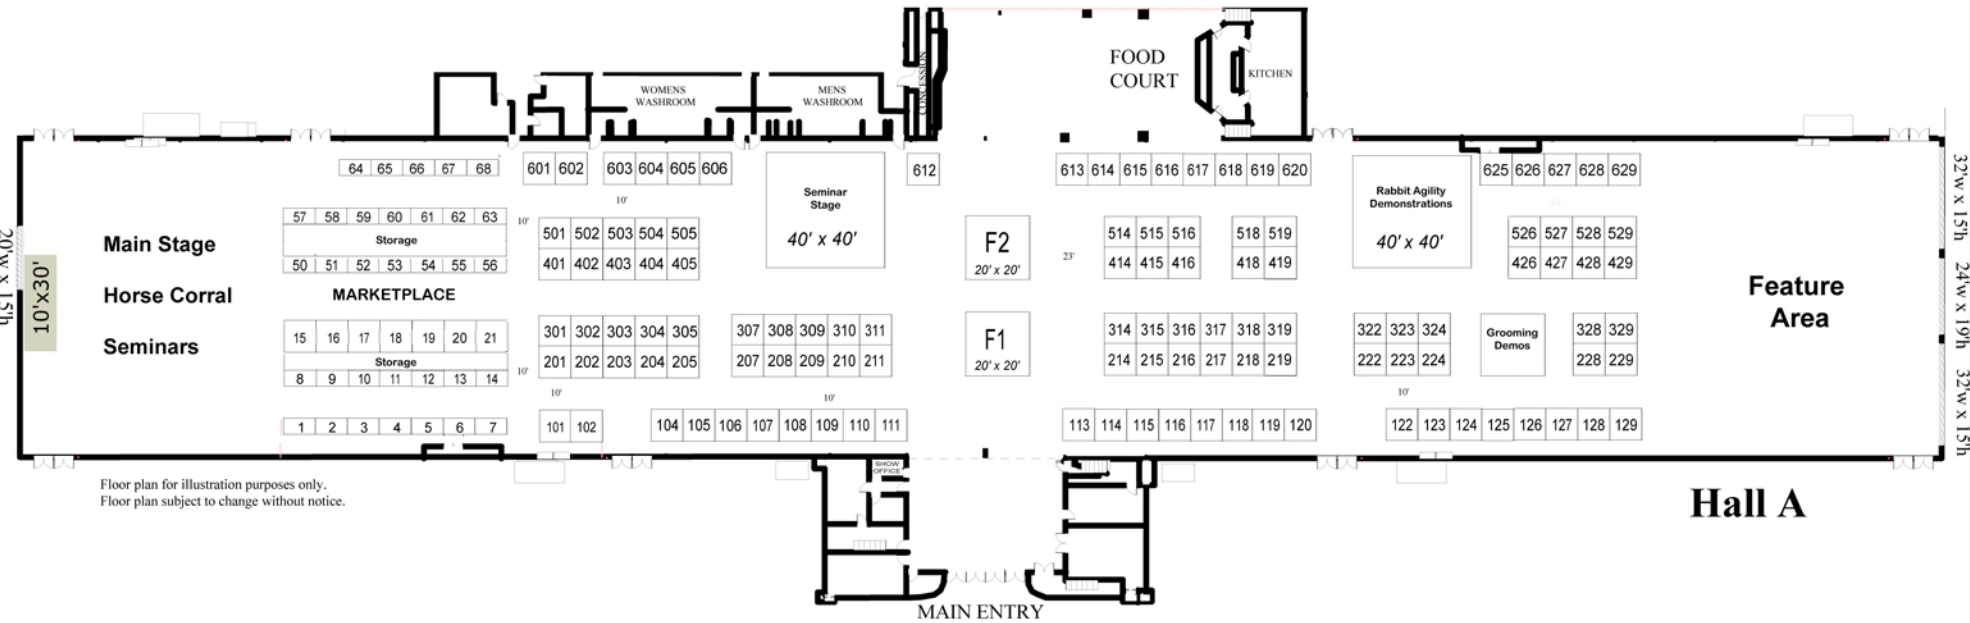 FOOD
COURT
KITCHEN
CONCESSION
WOMENS
WASHROOM
MENS
WASHROOM
64 65 66 67 68
601 602
603 604 605 606
Seminar
Stage
40' x 40'
612
613 614 615 616 617 618 619 620
Rabbit Agility
Demonstrations
40' x 40'
625 626 627 628 629
10'
10'
10'
57 58 59 60 61 62 63
Storage
50 51 52 53 54 55 56
MARKETPLACE
501 502 503 504 505
401 402 403 404 405
F2
20' x 20'
23'
514 515 516
414 415 416
518 519
418 419
526 527 528 529
426 427 428 429
Main Stage
Horse Corral
Seminars
20'w x 15'h
10'x30'
15 16 17 18 19 20 21
Storage
8 9 10 11 12 13 14
10'
301 302 303 304 305
201 202 203 204 205
307 308 309 310 311
207 208 209 210 211
F1
20' x 20'
314 315 316 317 318 319
214 215 216 217 218 219
322 323 324
222 223 224
Grooming
Demos
328 329
228 229
Feature
Area
32'w x 15'h
24'w x 19'h
32'w x 15'h
10'
10'
10'
1 2 3 4 5 6 7
101 102
104 105 106 107 108 109 110 111
113 114 115 116 117 118 119 120
122 123 124 125 126 127 128 129
SHOW
OFFICE
Floor plan for illustration purposes only.
Floor plan subject to change without notice.
Hall A
MAIN ENTRY